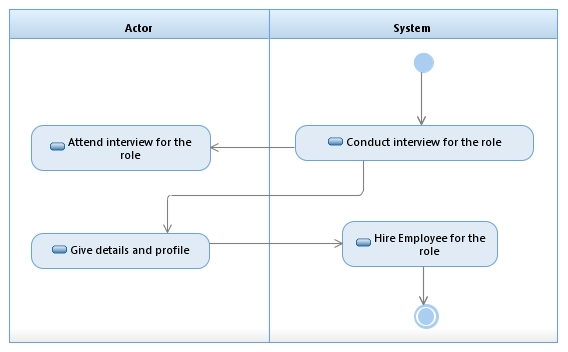 Actor
System
Attend interview for the
role
Conduct interview for the role
Give details and profile
Hire Employee for the
role